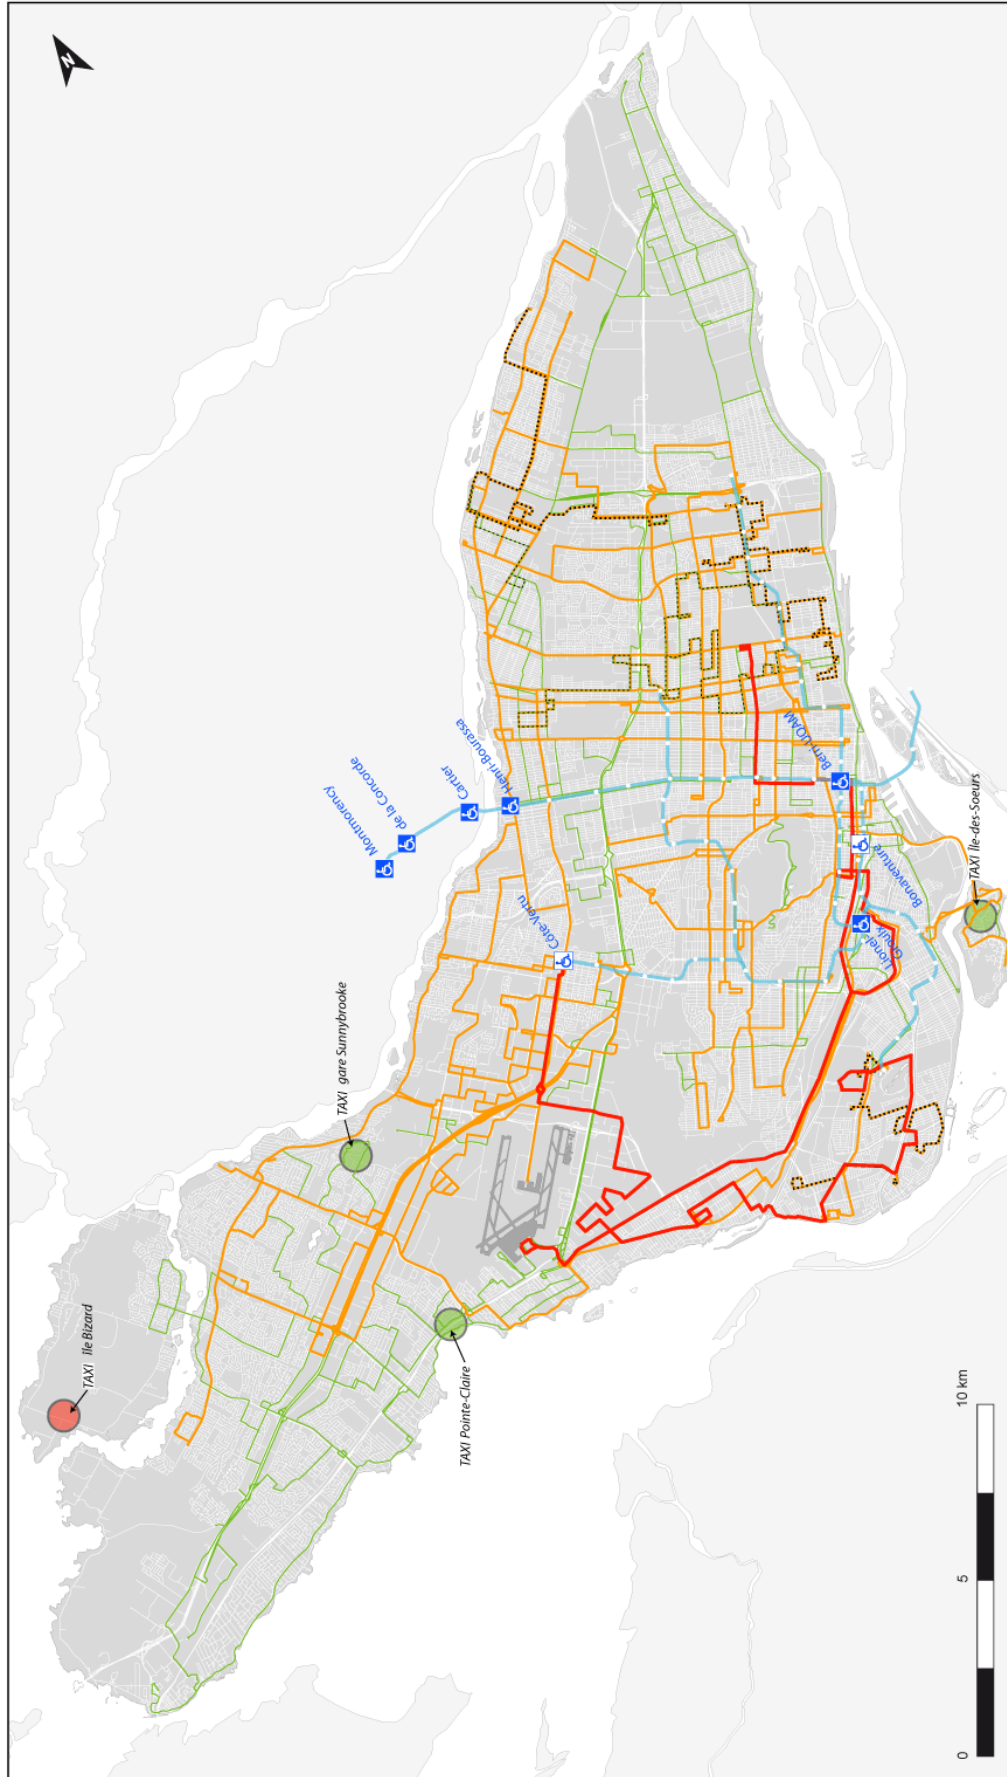 N
Montmorency
de la Concorde
Cartier
Henri-Bourassa
Côte-Vertu
Berri-UQAM
Bonaventure
Lionel-
Groulx
TAXI Île-des-Soeurs
TAXI gare Sunnybrooke
TAXI île Bizard
TAXI Pointe-Claire
0
5
10 km